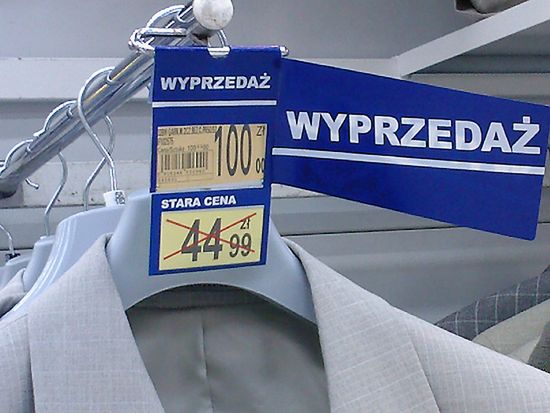 WYPRZEDAŻ
100 ZŁ
00
STARA CENA
44 zł
99
WYPRZEDAŻ